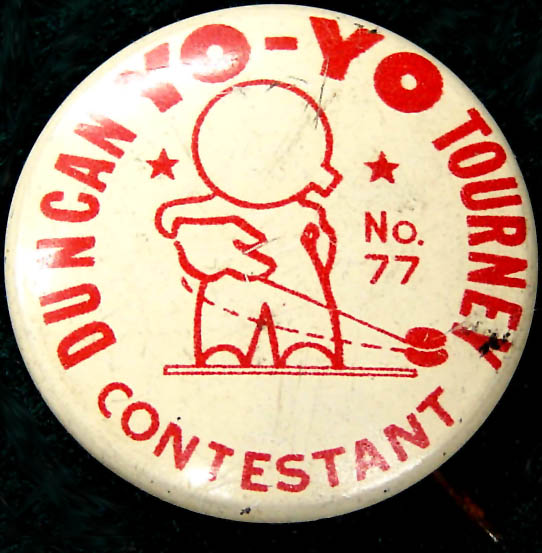 DUNCAN YO-YO TOURNEY
No.
77
CONTESTANT